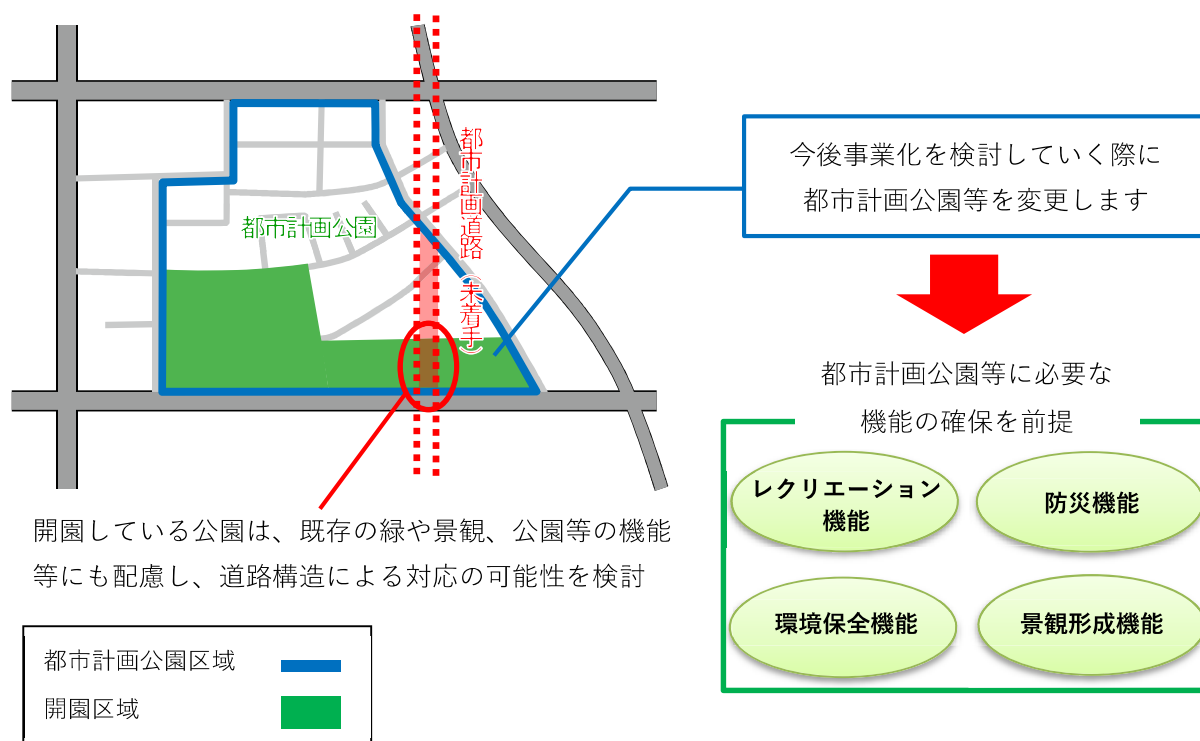 都市計画公園
都市計画道路（未着手）
今後事業化を検討していく際に
都市計画公園等を変更します
都市計画公園等に必要な
機能の確保を前提
レクリエーション
機能
防災機能
環境保全機能
景観形成機能
開園している公園は、既存の緑や景観、公園等の機能
等にも配慮し、道路構造による対応の可能性を検討
都市計画公園区域
開園区域